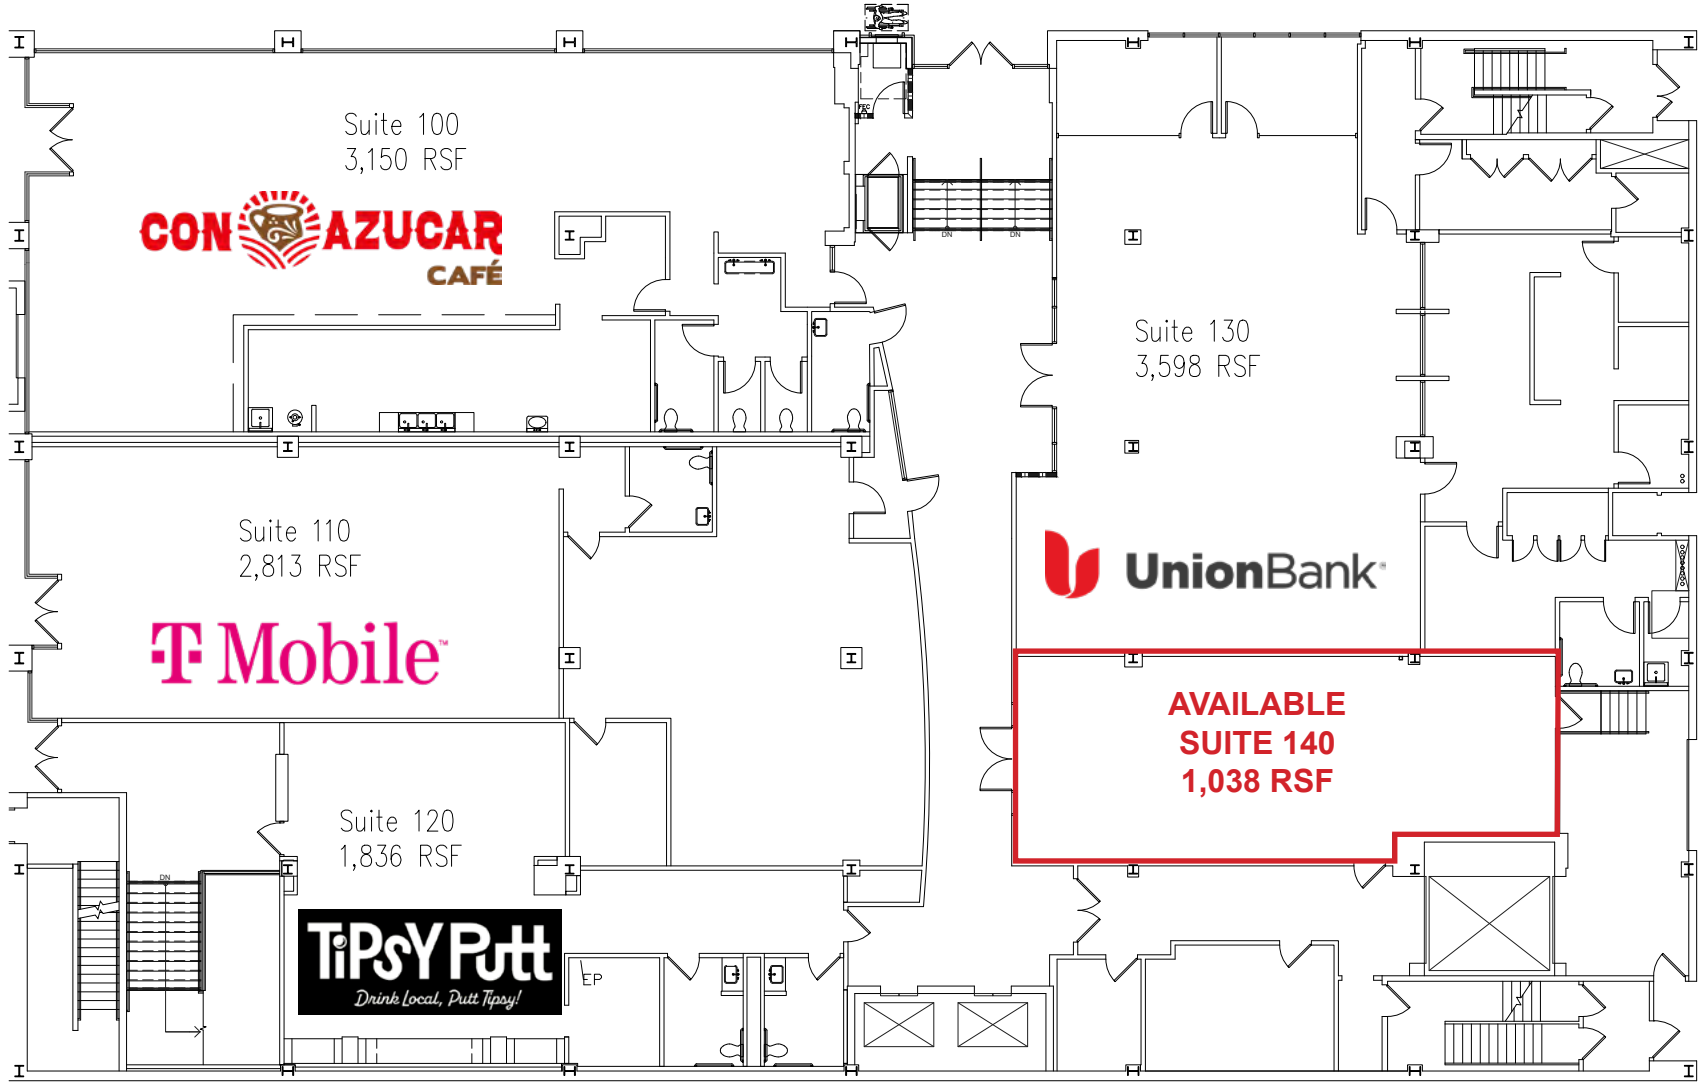 FEC
Suite 100
3,150 RSF
CON AZUCAR
CAFÉ
DN
DN
Suite 130
3,598 RSF
Suite 110
2,813 RSF
UnionBank®
T Mobile™
AVAILABLE
SUITE 140
1,038 RSF
Suite 120
1,836 RSF
DN
TiPSY Putt
Drink Local, Putt Tipsy!
EP